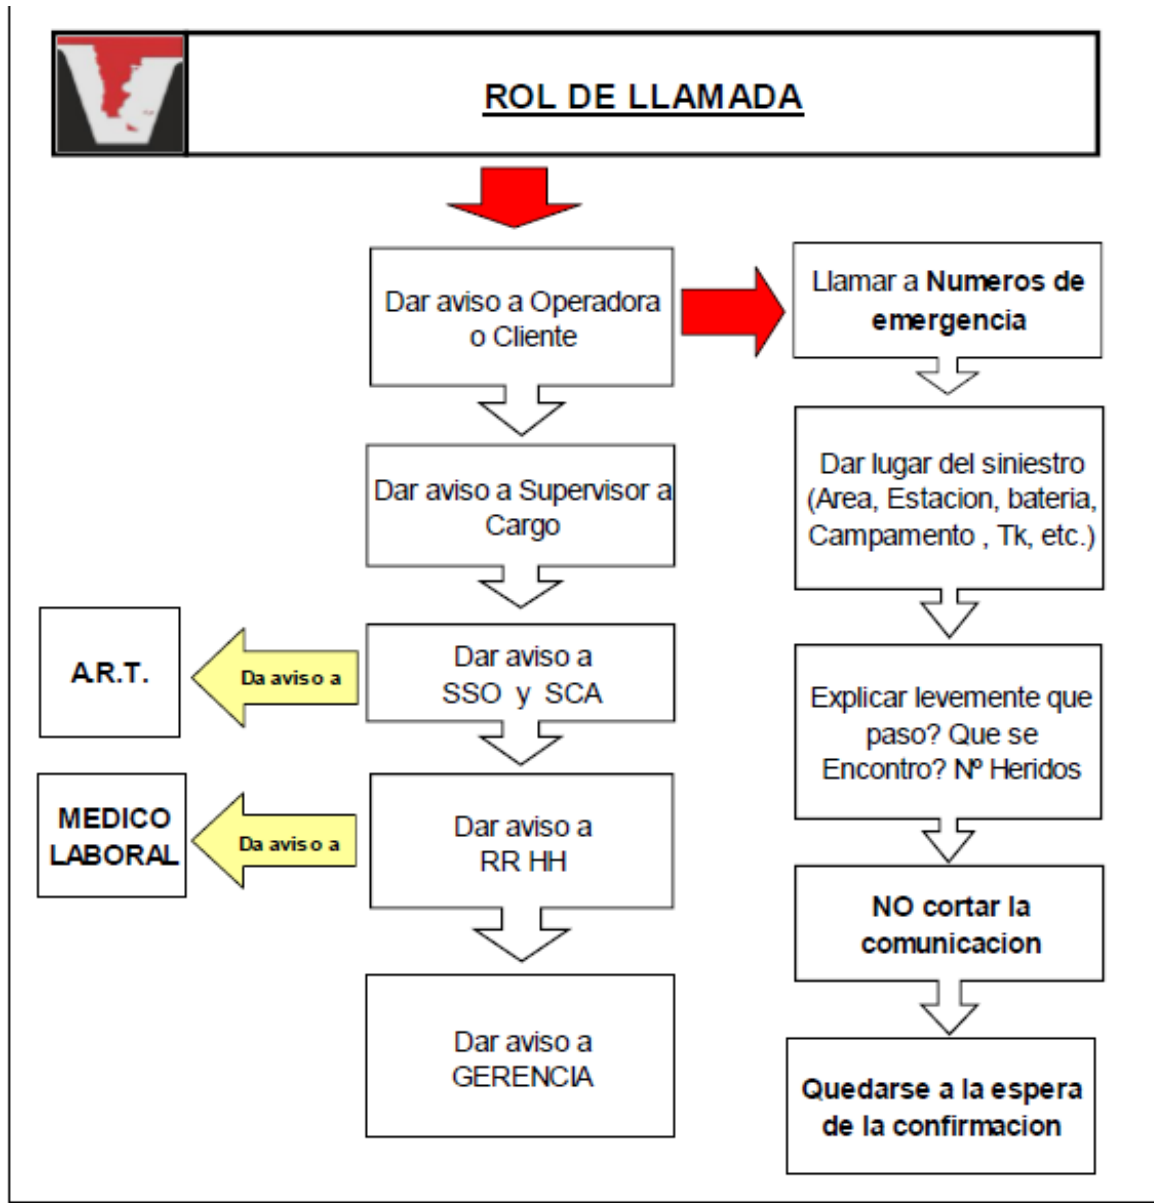 ROL DE LLAMADA
Dar aviso a Operadora
o Cliente
Llamar a Numeros de
emergencia
Dar aviso a Supervisor a
Cargo
Dar lugar del siniestro
(Area, Estacion, bateria,
Campamento , Tk, etc.)
A.R.T.
Da aviso a
Dar aviso a
SSO y SCA
Explicar levemente que
paso? Que se
Encontro? Nº Heridos
MEDICO
LABORAL
Da aviso a
Dar aviso a
RR HH
NO cortar la
comunicacion
Dar aviso a
GERENCIA
Quedarse a la espera
de la confirmacion